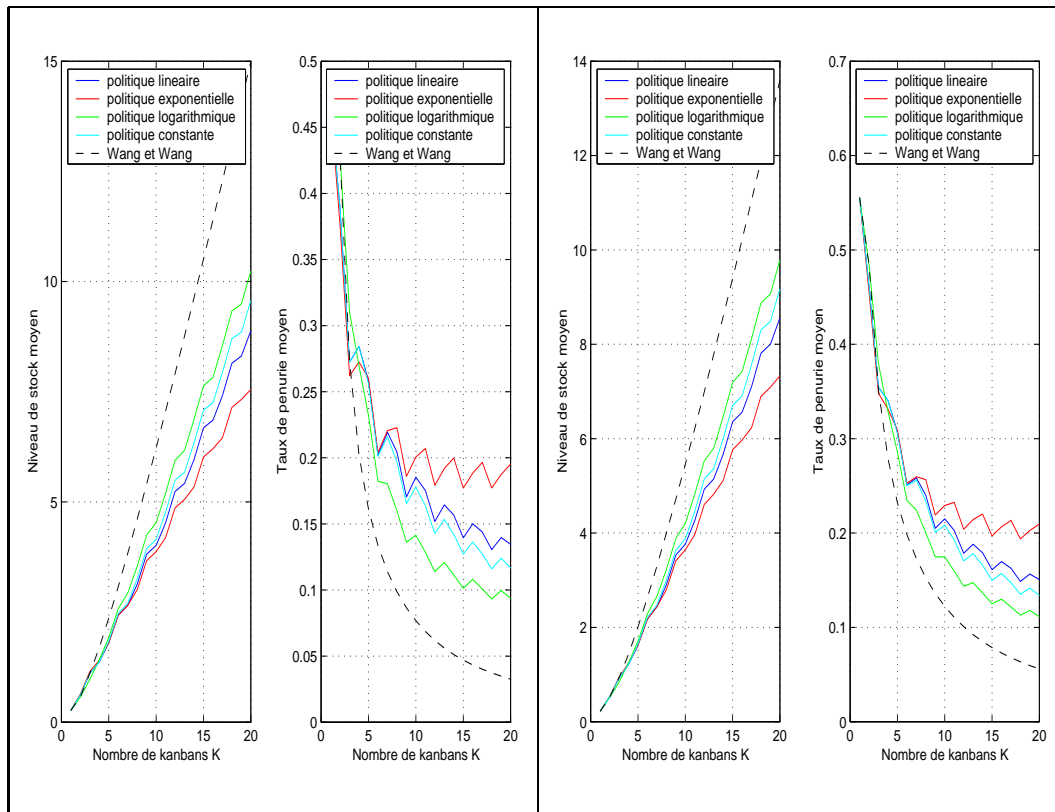 15
10
5
0
0
5
10
15
20
Nombre de kanbans K
Niveau de stock moyen
politique lineaire
politique exponentielle
politique logarithmique
politique constante
Wang et Wang
0.5
0.45
0.4
0.35
0.3
0.25
0.2
0.15
0.1
0.05
0
0
5
10
15
20
Nombre de kanbans K
Taux de penurie moyen
politique lineaire
politique exponentielle
politique logarithmique
politique constante
Wang et Wang
14
12
10
8
6
4
2
0
0
5
10
15
20
Nombre de kanbans K
Niveau de stock moyen
politique lineaire
politique exponentielle
politique logarithmique
politique constante
Wang et Wang
0.7
0.6
0.5
0.4
0.3
0.2
0.1
0
0
5
10
15
20
Nombre de kanbans K
Taux de penurie moyen
politique lineaire
politique exponentielle
politique logarithmique
politique constante
Wang et Wang